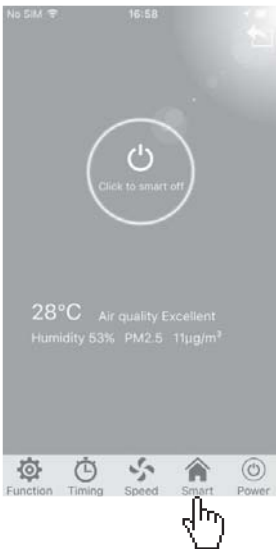 No SIM 16:58
Click to smart off
28°C Air quality Excellent
Humidity 53% PM2.5 11µg/m³
Function Timing Speed Smart Power